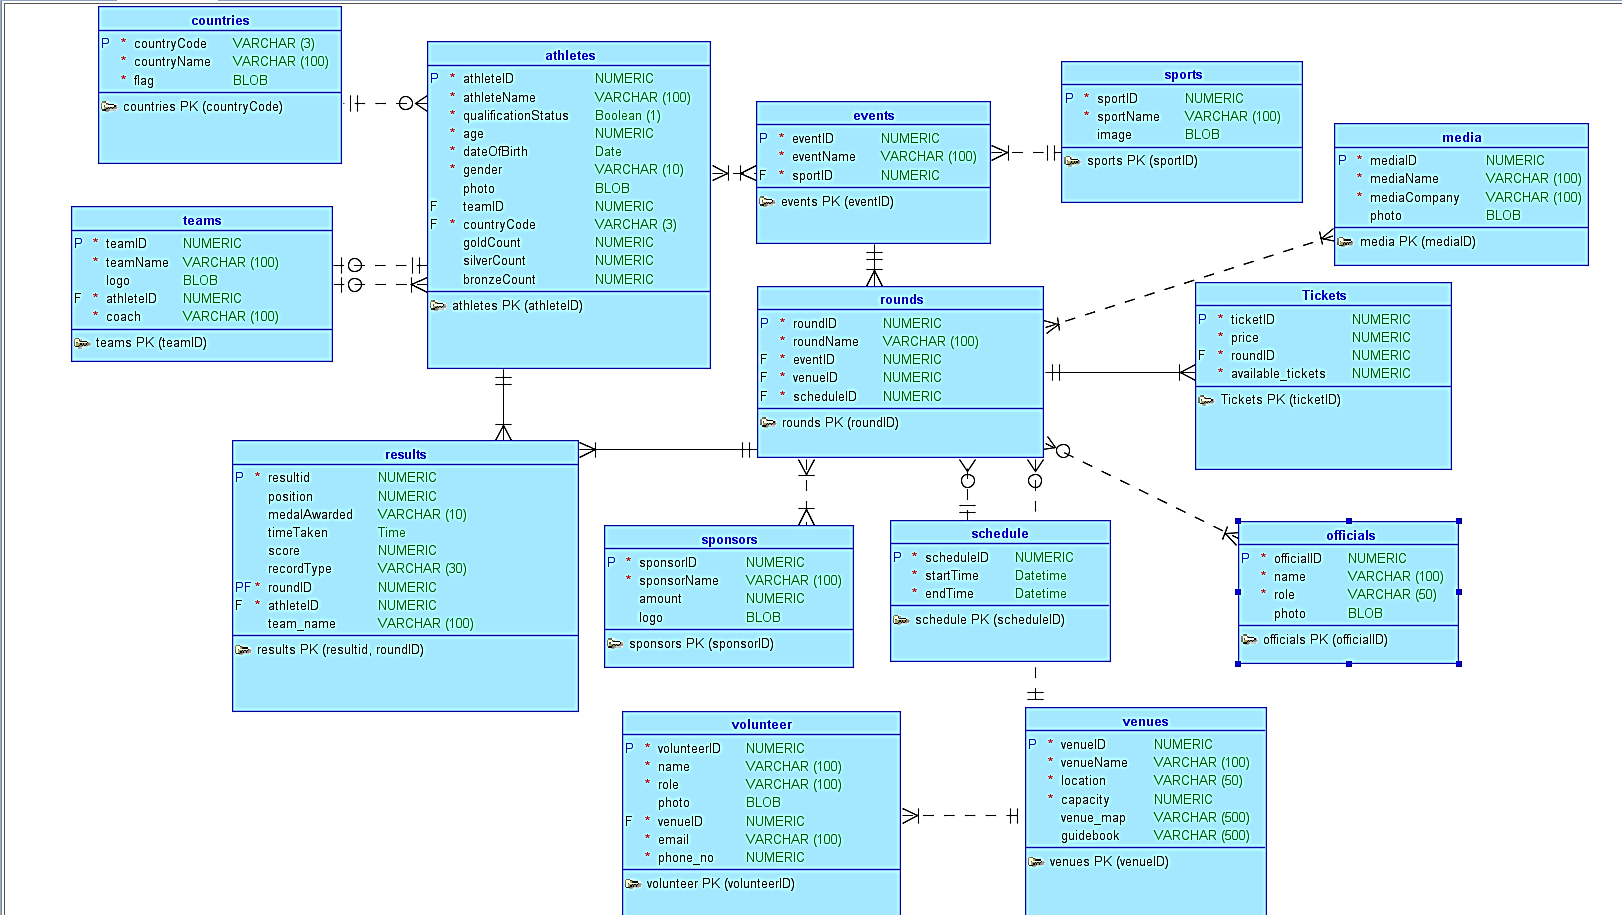 countries
P * countryCode VARCHAR (3)
* countryName VARCHAR (100)
* flag BLOB
countries PK (countryCode)
athletes
P * athleteID NUMERIC
* athleteName VARCHAR (100)
* qualificationStatus Boolean (1)
* age NUMERIC
* dateOfBirth Date
* gender VARCHAR (10)
photo BLOB
F teamID NUMERIC
F * countryCode VARCHAR (3)
goldCount NUMERIC
silverCount NUMERIC
bronzeCount NUMERIC
athletes PK (athleteID)
events
P * eventID NUMERIC
* eventName VARCHAR (100)
F * sportID NUMERIC
events PK (eventID)
sports
P * sportID NUMERIC
* sportName VARCHAR (100)
image BLOB
sports PK (sportID)
media
P * mediaID NUMERIC
* mediaName VARCHAR (100)
* mediaCompany VARCHAR (100)
photo BLOB
media PK (mediaID)
teams
P * teamID NUMERIC
* teamName VARCHAR (100)
logo BLOB
F * athleteID NUMERIC
* coach VARCHAR (100)
teams PK (teamID)
rounds
P * roundID NUMERIC
* roundName VARCHAR (100)
F * eventID NUMERIC
F * venueID NUMERIC
F * scheduleID NUMERIC
rounds PK (roundID)
Tickets
P * ticketID NUMERIC
* price NUMERIC
F * roundID NUMERIC
* available_tickets NUMERIC
Tickets PK (ticketID)
results
P * resultid NUMERIC
position NUMERIC
medalAwarded VARCHAR (10)
timeTaken Time
score NUMERIC
recordType VARCHAR (30)
PF * roundID NUMERIC
F * athleteID NUMERIC
team_name VARCHAR (100)
results PK (resultid, roundID)
sponsors
P * sponsorID NUMERIC
* sponsorName VARCHAR (100)
amount NUMERIC
logo BLOB
sponsors PK (sponsorID)
schedule
P * scheduleID NUMERIC
* startTime Datetime
* endTime Datetime
schedule PK (scheduleID)
officials
P * officialID NUMERIC
* name VARCHAR (100)
* role VARCHAR (50)
photo BLOB
officials PK (officialID)
volunteer
P * volunteerID NUMERIC
* name VARCHAR (100)
* role VARCHAR (100)
photo BLOB
F * venueID NUMERIC
* email VARCHAR (100)
* phone_no NUMERIC
volunteer PK (volunteerID)
venues
P * venueID NUMERIC
* venueName VARCHAR (100)
* location VARCHAR (50)
* capacity NUMERIC
venue_map VARCHAR (500)
guidebook VARCHAR (500)
venues PK (venueID)